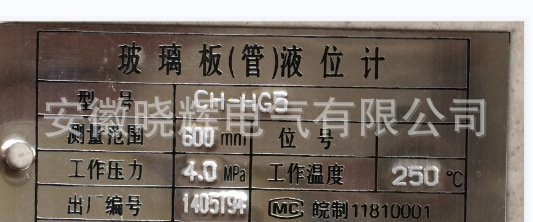 玻璃板(管)液位计
型号 CH-HG5
安徽晓辉电气有限公司
测量范围 600 mm 位号
工作压力 4.0 MPa 工作温度 250 ℃
出厂编号 140519 MC 皖制11810001